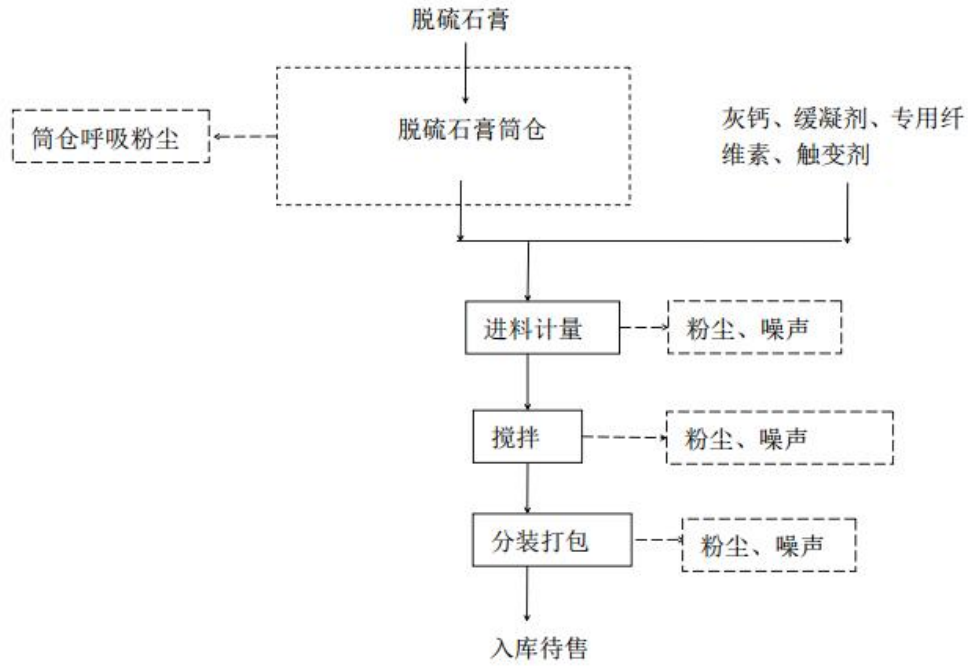 脱硫石膏
筒仓呼吸粉尘
脱硫石膏筒仓
灰钙、缓凝剂、专用纤
维素、触变剂
进料计量
粉尘、噪声
搅拌
粉尘、噪声
分装打包
粉尘、噪声
入库待售